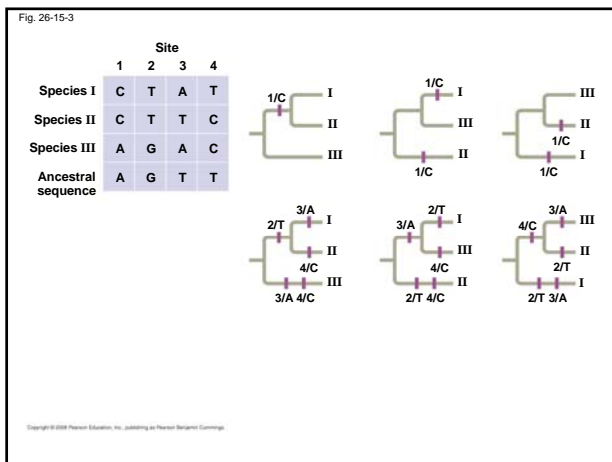 Fig. 26-15-3
Site
1 2 3 4
Species I C T A T
Species II C T T C
Species III A G A C
Ancestral sequence A G T T
1/C I
II
III
1/C I
III
II
1/C
III
II
1/C
I
1/C
3/A
2/T I
II
4/C
III
3/A 4/C
2/T
3/A I
III
4/C
II
2/T 4/C
3/A
4/C III
II
2/T
I
2/T 3/A
Copyright © 2008 Pearson Education, Inc., publishing as Pearson Benjamin Cummings.